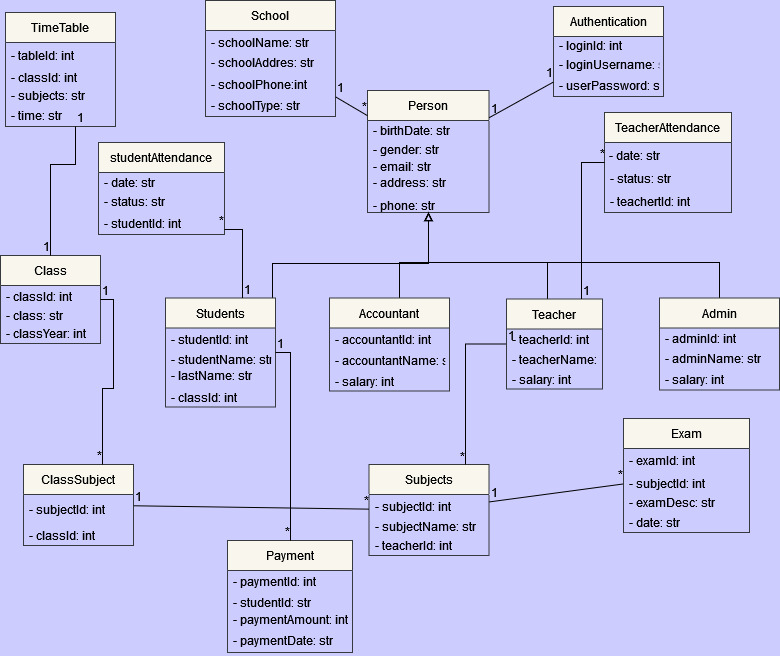 School
- schoolName: str
- schoolAddres: str
- schoolPhone:int
- schoolType: str
1
Authentication
- loginId: int
- loginUsername: s
- userPassword: s
1
TimeTable
- tableId: int
- classId: int
- subjects: str
- time: str
1
Person
- birthDate: str
- gender: str
- email: str
- address: str
- phone: str
*
1
TeacherAttendance
- date: str
- status: str
- teachertId: int
*
studentAttendance
- date: str
- status: str
- studentId: int
*
1
Class
- classId: int
- class: str
- classYear: int
1
1
Students
- studentId: int
- studentName: str
- lastName: str
- classId: int
1
Accountant
- accountantId: int
- accountantName: s
- salary: int
1
Teacher
1 teacherId: int
- teacherName:
- salary: int
Admin
- adminId: int
- adminName: str
- salary: int
Exam
- examId: int
- subjectId: int
- examDesc: str
- date: str
*
*
ClassSubject
- subjectId: int
- classId: int
1
*
Subjects
- subjectId: int
- subjectName: str
- teacherId: int
*
1
*
Payment
- paymentId: int
- studentId: str
- paymentAmount: int
- paymentDate: str